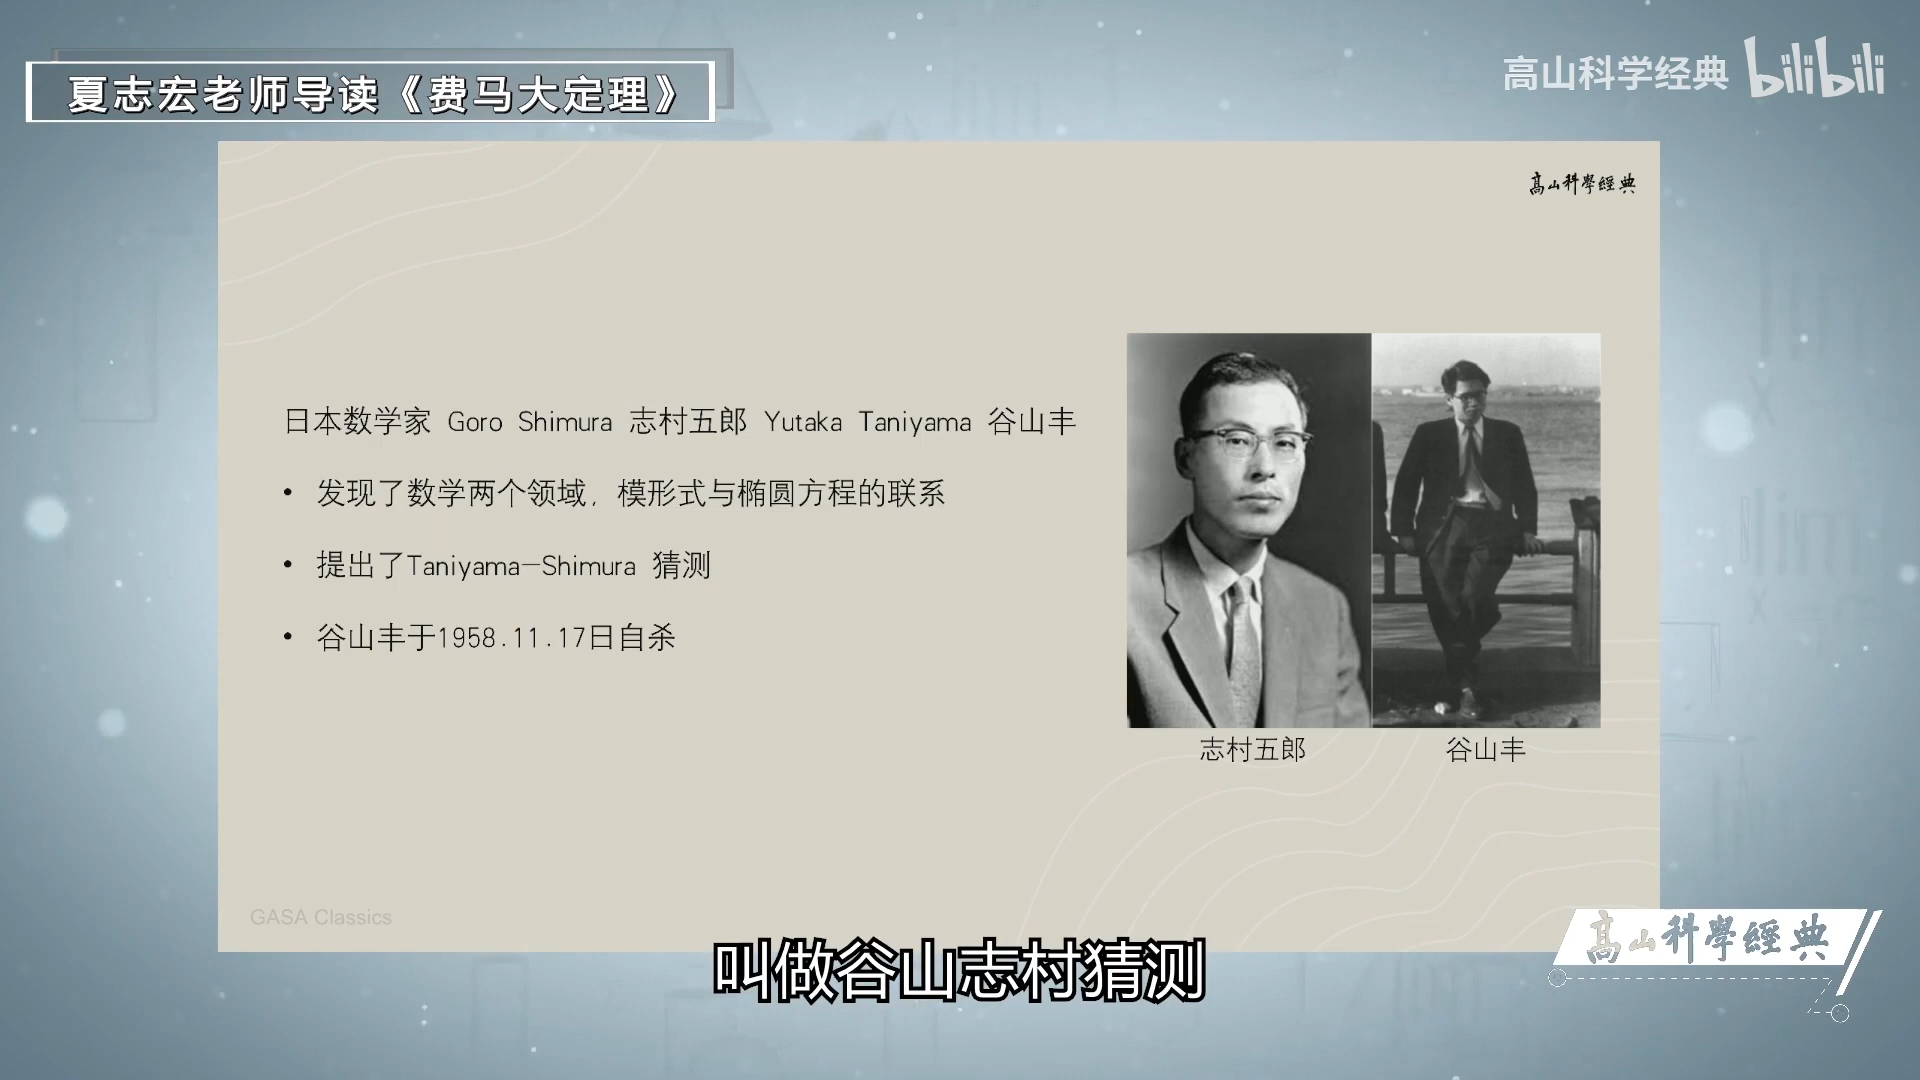 夏志宏老师导读《费马大定理》
高山科学经典 bilibili
高山科學經典
日本数学家 Goro Shimura 志村五郎 Yutaka Taniyama 谷山丰
• 发现了数学两个领域，模形式与椭圆方程的联系
• 提出了Taniyama—Shimura 猜测
• 谷山丰于1958.11.17日自杀
志村五郎
谷山丰
GASA Classics
高山科學經典
叫做谷山志村猜测